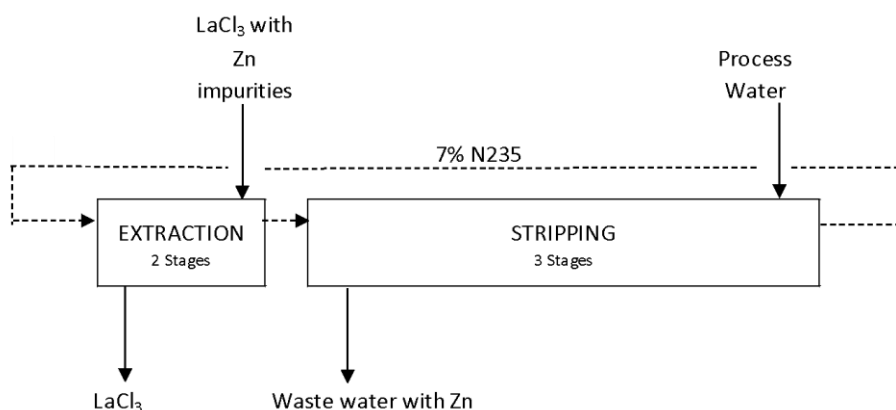 LaCl₃ with
Zn
impurities
Process
Water
7% N235
EXTRACTION
2 Stages
STRIPPING
3 Stages
LaCl₃
Waste water with Zn